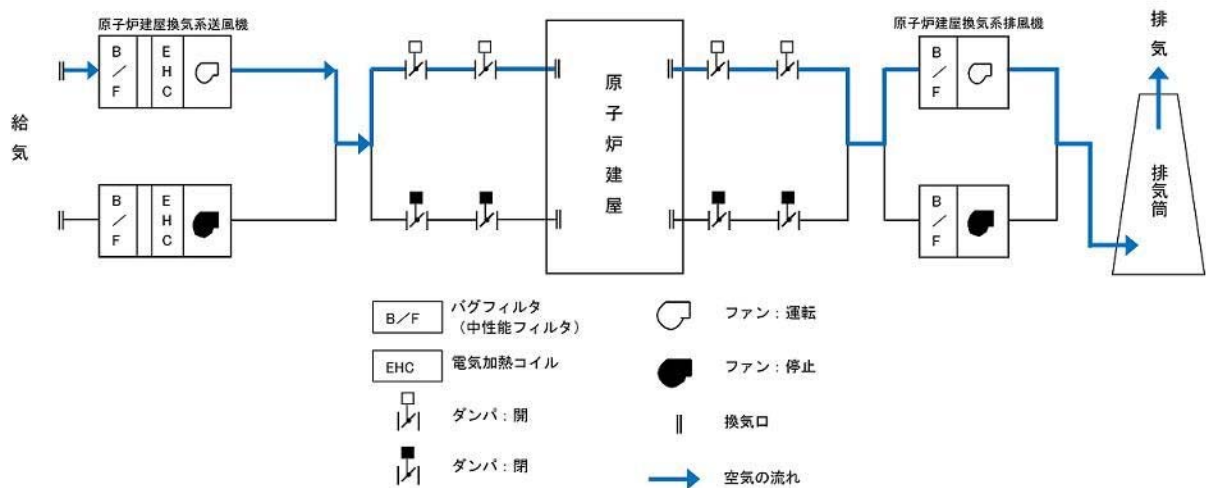 原子炉建屋換気系送風機
原子炉建屋換気系排風機
排気
給気
B/F
EHC
B/F
EHC
原子炉建屋
B/F
B/F
排気筒
B/F
バグフィルタ
(中性能フィルタ)
EHC
電気加熱コイル
ダンパ:開
ダンパ:閉
ファン:運転
ファン:停止
換気口
空気の流れ